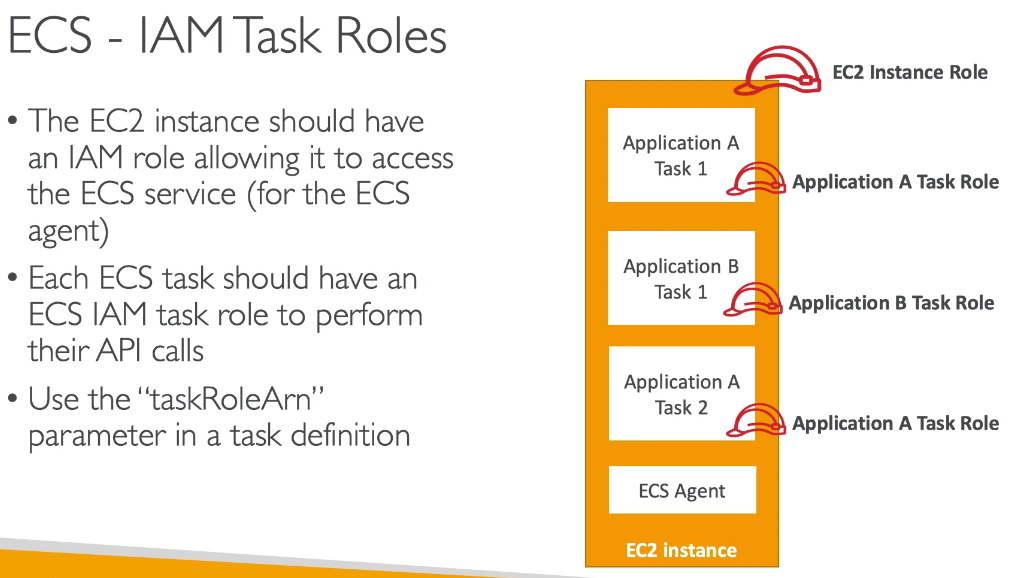 ECS - IAM Task Roles
• The EC2 instance should have
an IAM role allowing it to access
the ECS service (for the ECS
agent)
• Each ECS task should have an
ECS IAM task role to perform
their API calls
• Use the “taskRoleArn”
parameter in a task definition
EC2 Instance Role
Application A
Task 1
Application A Task Role
Application B
Task 1
Application B Task Role
Application A
Task 2
Application A Task Role
ECS Agent
EC2 instance